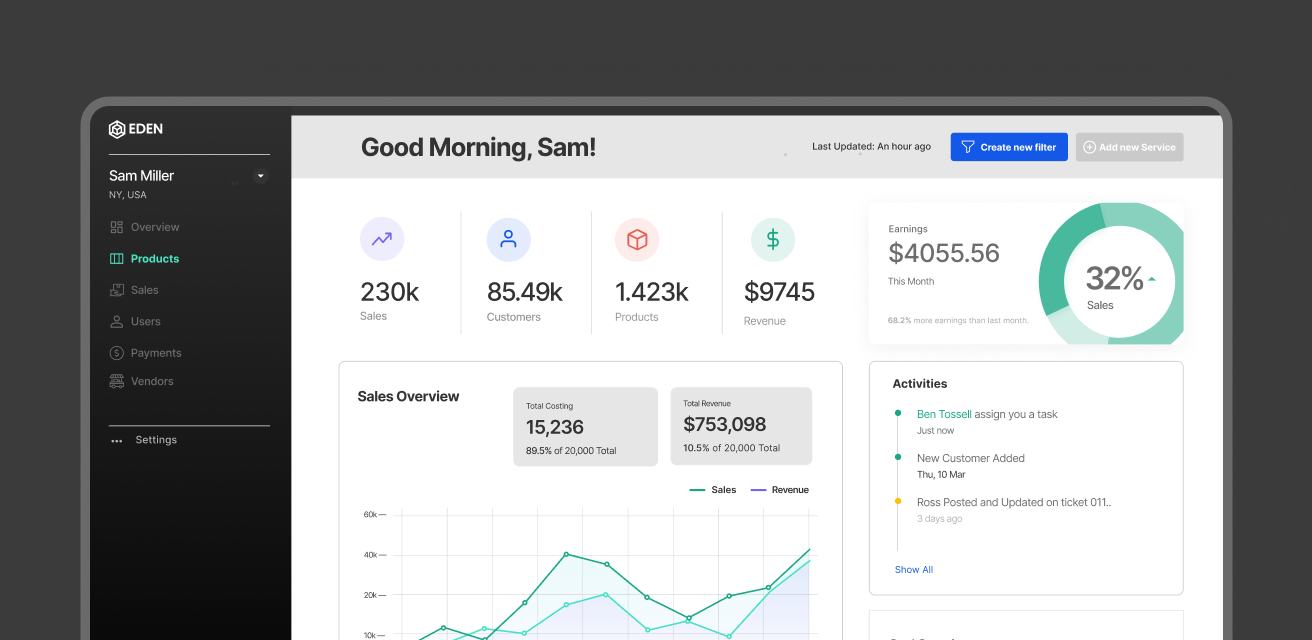 EDEN
Sam Miller
NY, USA
Overview
Products
Sales
Users
Payments
Vendors
Settings
Good Morning, Sam!
Last Updated: An hour ago
Create new filter
Add new Service
230k
Sales
85.49k
Customers
1.423k
Products
$9745
Revenue
Earnings
$4055.56
This Month
68.2% more earnings than last month.
32%
Sales
Sales Overview
Total Costing
15,236
89.5% of 20,000 Total
Total Revenue
$753,098
10.5% of 20,000 Total
Sales
Revenue
60k
40k
20k
10k
Activities
Ben Tossell assign you a task
Just now
New Customer Added
Thu, 10 Mar
Ross Posted and Updated on ticket 011..
3 days ago
Show All